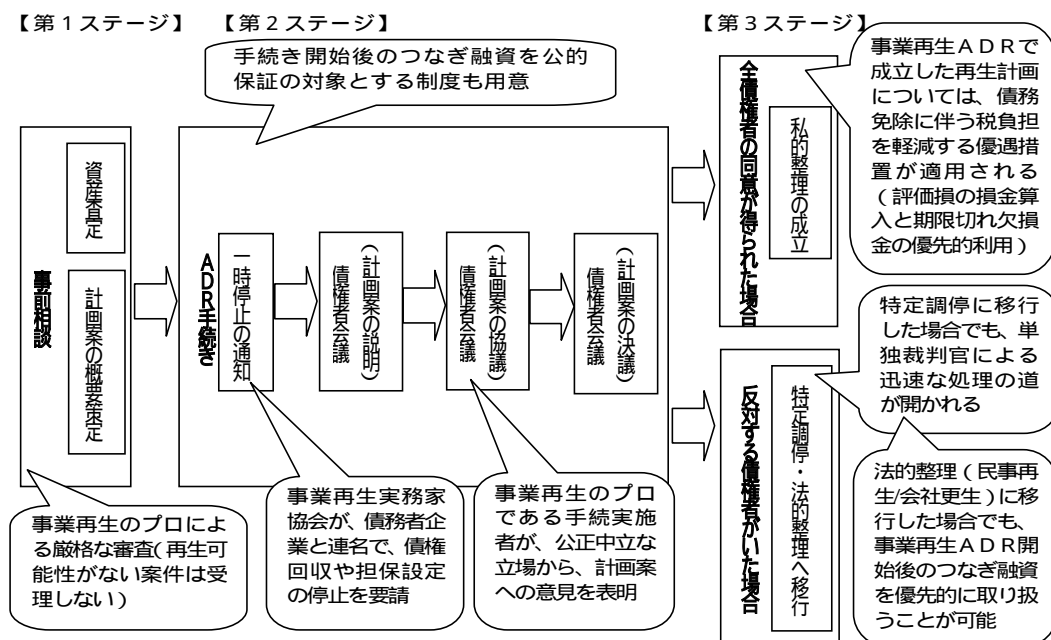 【第１ステージ】
【第２ステージ】
【第３ステージ】
手続き開始後のつなぎ融資を公的
保証の対象とする制度も用意
事前相談
資産査定
計画案の概要策定
事業再生のプロによ
る厳格な審査(再生可
能性がない案件は受
理しない）
ＡＤＲ手続き
一時停止の通知
債権者会議
(計画案の説明)
債権者会議
(計画案の協議)
債権者会議
(計画案の決議)
事業再生実務家
協会が、債務者企
業と連名で、債権
回収や担保設定
の停止を要請
事業再生のプロ
である手続実施
者が、公正中立な
立場から、計画案
への意見を表明
全債権者の同意が得られた場合
私的整理の成立
事業再生ＡＤＲで
成立した再生計画
については、債務
免除に伴う税負担
を軽減する優遇措
置が適用される
（評価損の損金算
入と期限切れ欠損
金の優先的利用）
反対する債権者がいた場合
特定調停・法的整理へ移行
特定調停に移行
した場合でも、単
独裁判官による
迅速な処理の道
が開かれる
法的整理（民事再
生/会社更生）に移
行した場合でも、
事業再生ＡＤＲ開
始後のつなぎ融資
を優先的に取り扱
うことが可能